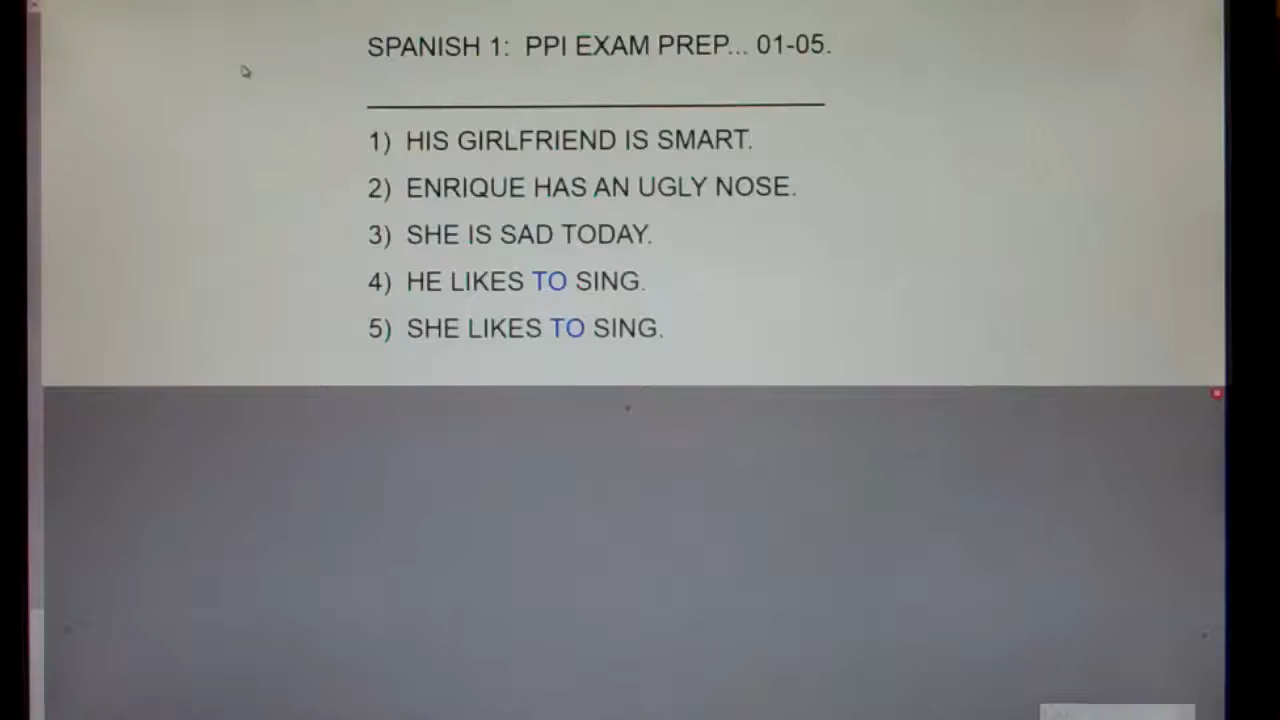 SPANISH 1: PPI EXAM PREP... 01-05.
1) HIS GIRLFRIEND IS SMART.
2) ENRIQUE HAS AN UGLY NOSE.
3) SHE IS SAD TODAY.
4) HE LIKES TO SING.
5) SHE LIKES TO SING.